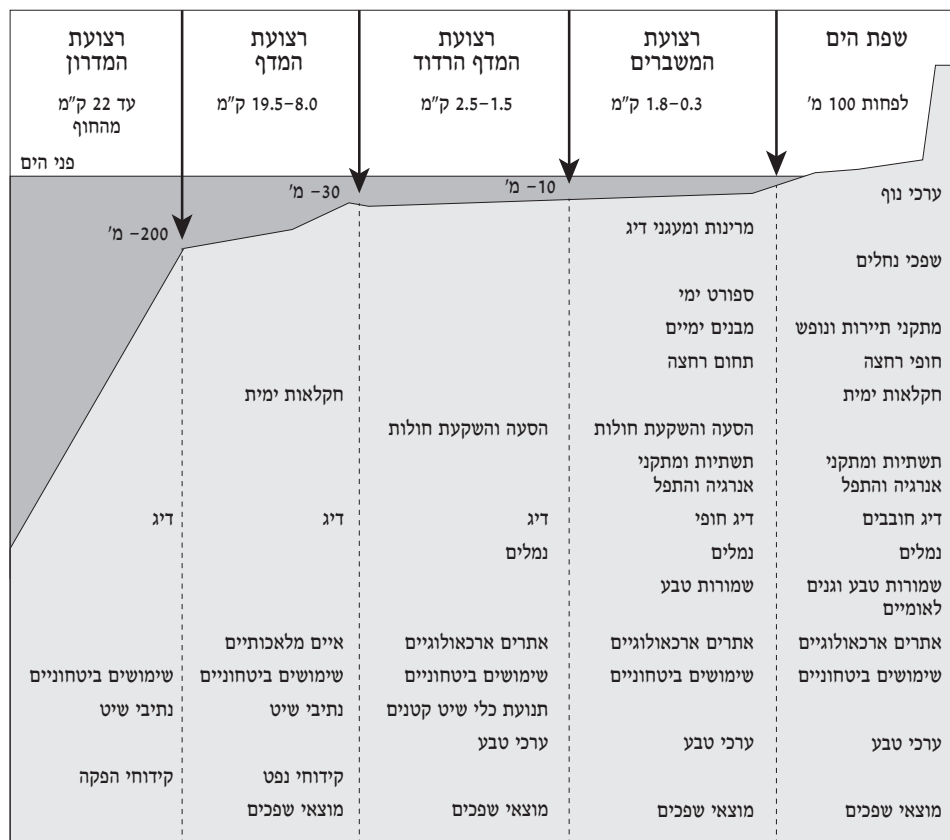 שפת הים
לפחות 100 מ'
רצועת
המשברים
1.8–0.3 ק"מ
רצועת
המדף הרדוד
2.5–1.5 ק"מ
רצועת
המדף
19.5–8.0 ק"מ
רצועת
המדרון
עד 22 ק"מ
מהחוף
פני הים
10– מ'
30– מ'
200– מ'
ערכי נוף
שפכי נחלים
מתקני תיירות ונופש
חופי רחצה
חקלאות ימית
תשתיות ומתקני
אנרגיה והתפל
דיג חובבים
נמלים
שמורות טבע וגנים
לאומיים
אתרים ארכאולוגיים
שימושים ביטחוניים
ערכי טבע
מוצאי שפכים
מרינות ומעגני דיג
ספורט ימי
מבנים ימיים
תחום רחצה
הסעה והשקעת חולות
תשתיות ומתקני
אנרגיה והתפל
דיג חופי
נמלים
שמורות טבע
אתרים ארכאולוגיים
שימושים ביטחוניים
ערכי טבע
מוצאי שפכים
הסעה והשקעת חולות
דיג
נמלים
אתרים ארכאולוגיים
שימושים ביטחוניים
תנועת כלי שיט קטנים
ערכי טבע
מוצאי שפכים
חקלאות ימית
דיג
איים מלאכותיים
שימושים ביטחוניים
נתיבי שיט
קידוחי נפט
מוצאי שפכים
דיג
שימושים ביטחוניים
נתיבי שיט
קידוחי הפקה